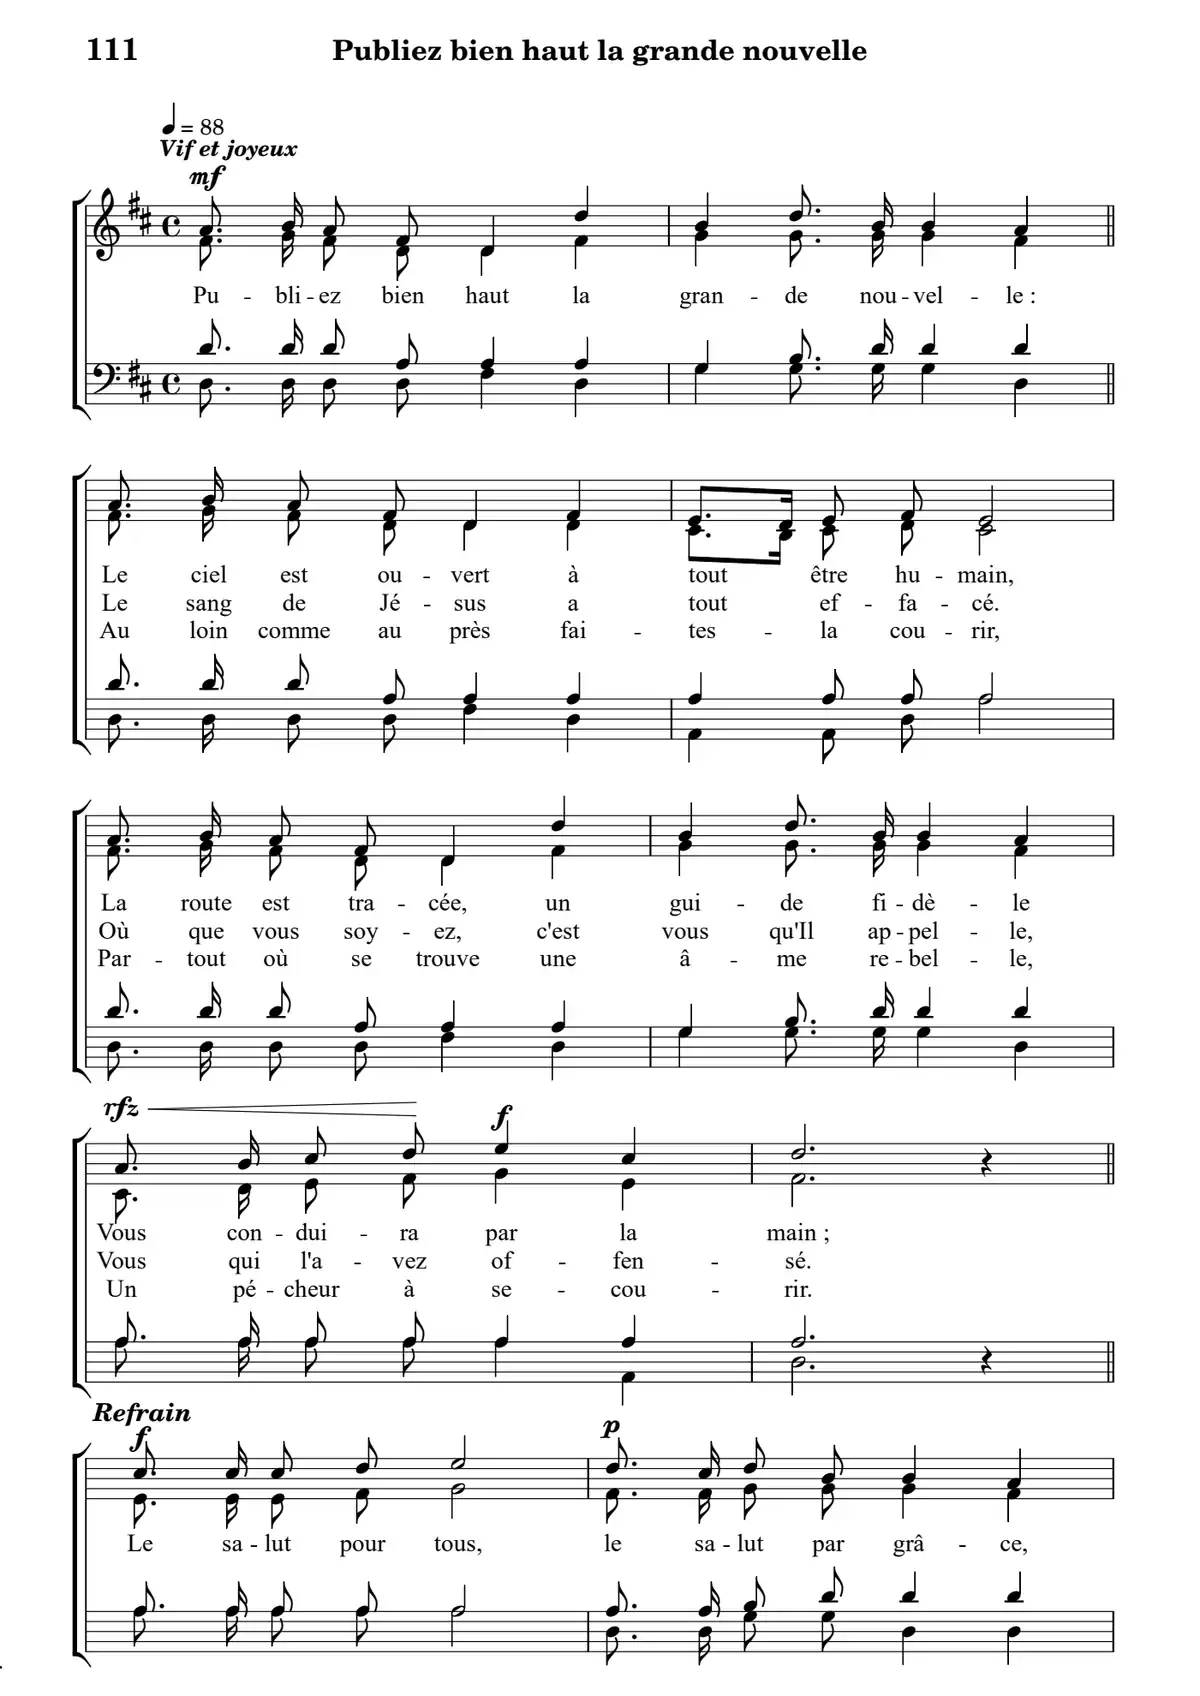 111 Publiez bien haut la grande nouvelle
= 88
Vif et joyeux
mf
Pu - bli - ez bien haut la gran - de nou - vel - le :
Le ciel est ou - vert à tout être hu - main,
Le sang de Jé - sus a tout ef - fa - cé.
Au loin comme au près fai - tes - la cou - rir,
La route est tra - cée, un gui - de fi - dè - le
Où que vous soy - ez, c'est vous qu'Il ap - pel - le,
Par - tout où se trouve une â - me re - bel - le,
rfz f
Vous con - dui - ra par la main ;
Vous qui l'a - vez of - fen - sé.
Un pé - cheur à se - cou - rir.
Refrain
f p
Le sa - lut pour tous, le sa - lut par grâ - ce,